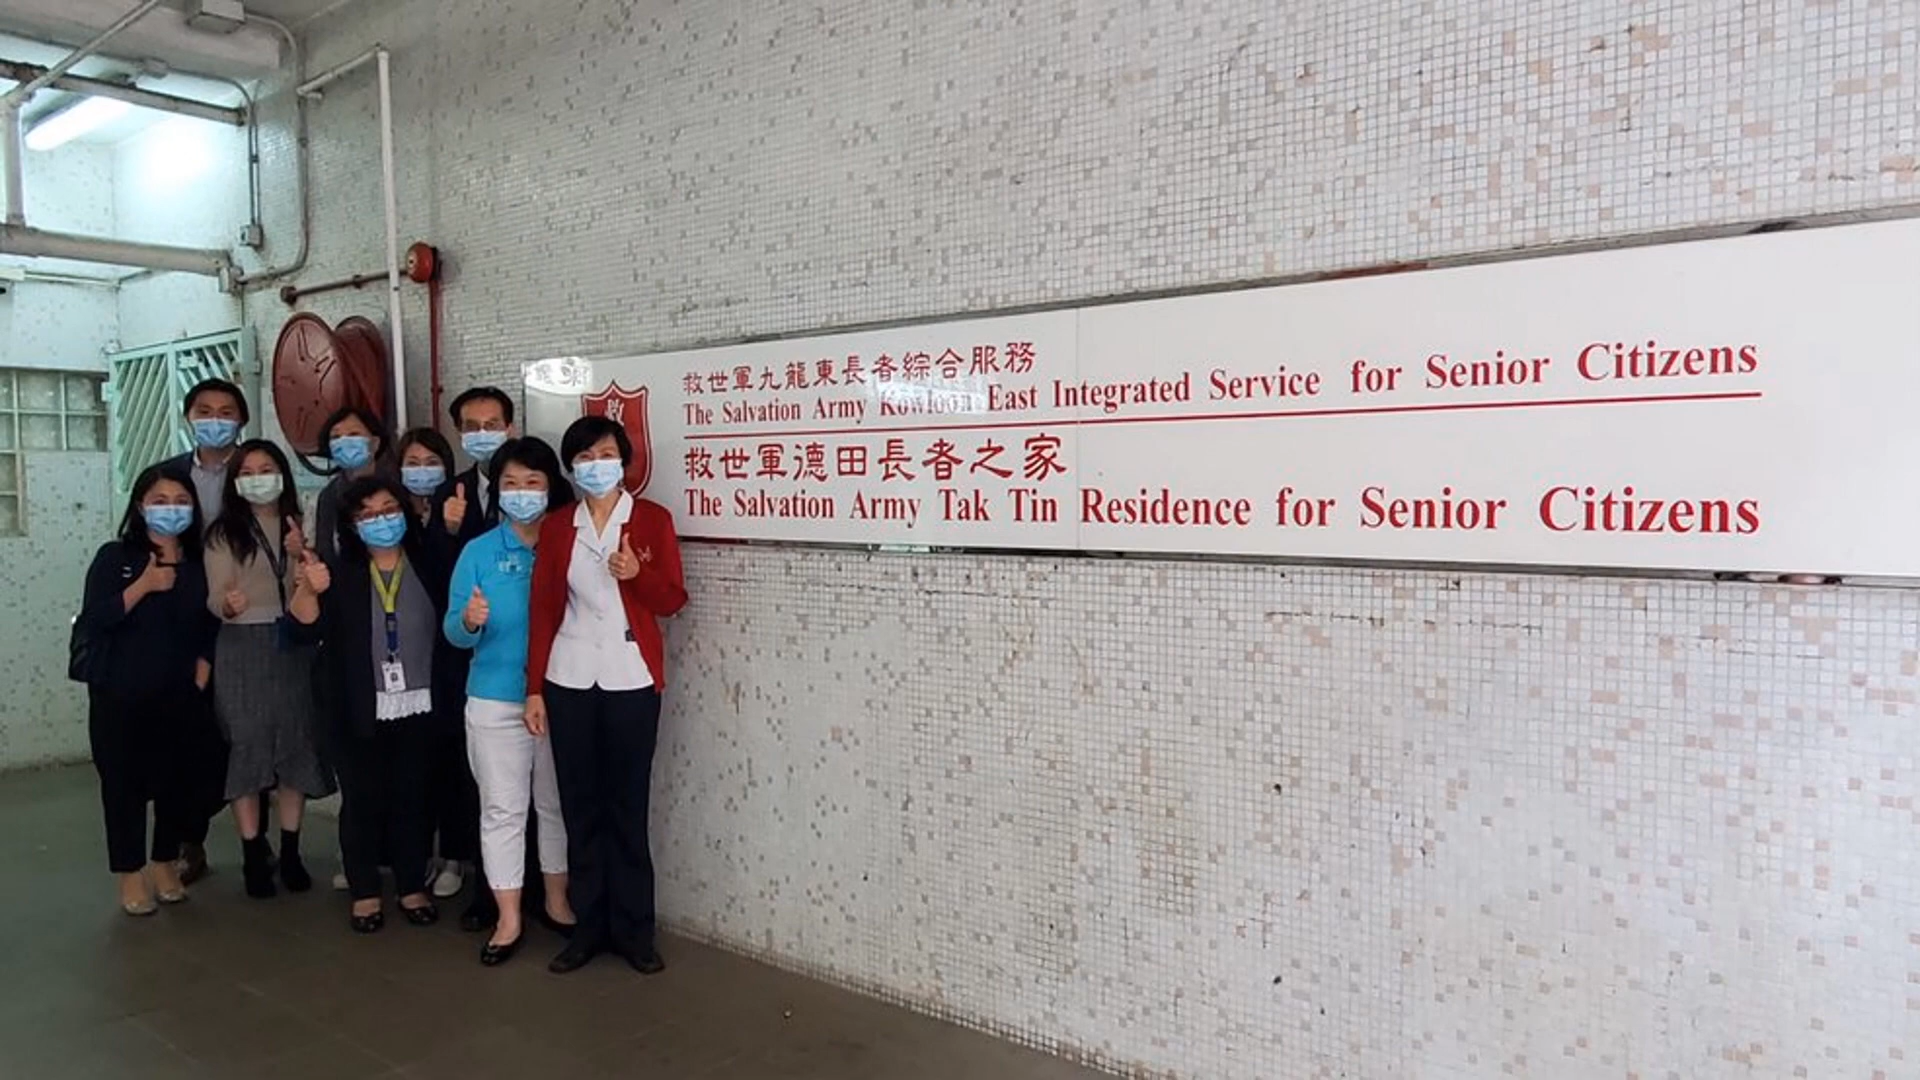 救世軍九龍東長者綜合服務
The Salvation Army Kowloon East Integrated Service for Senior Citizens
救世軍德田長者之家
The Salvation Army Tak Tin Residence for Senior Citizens